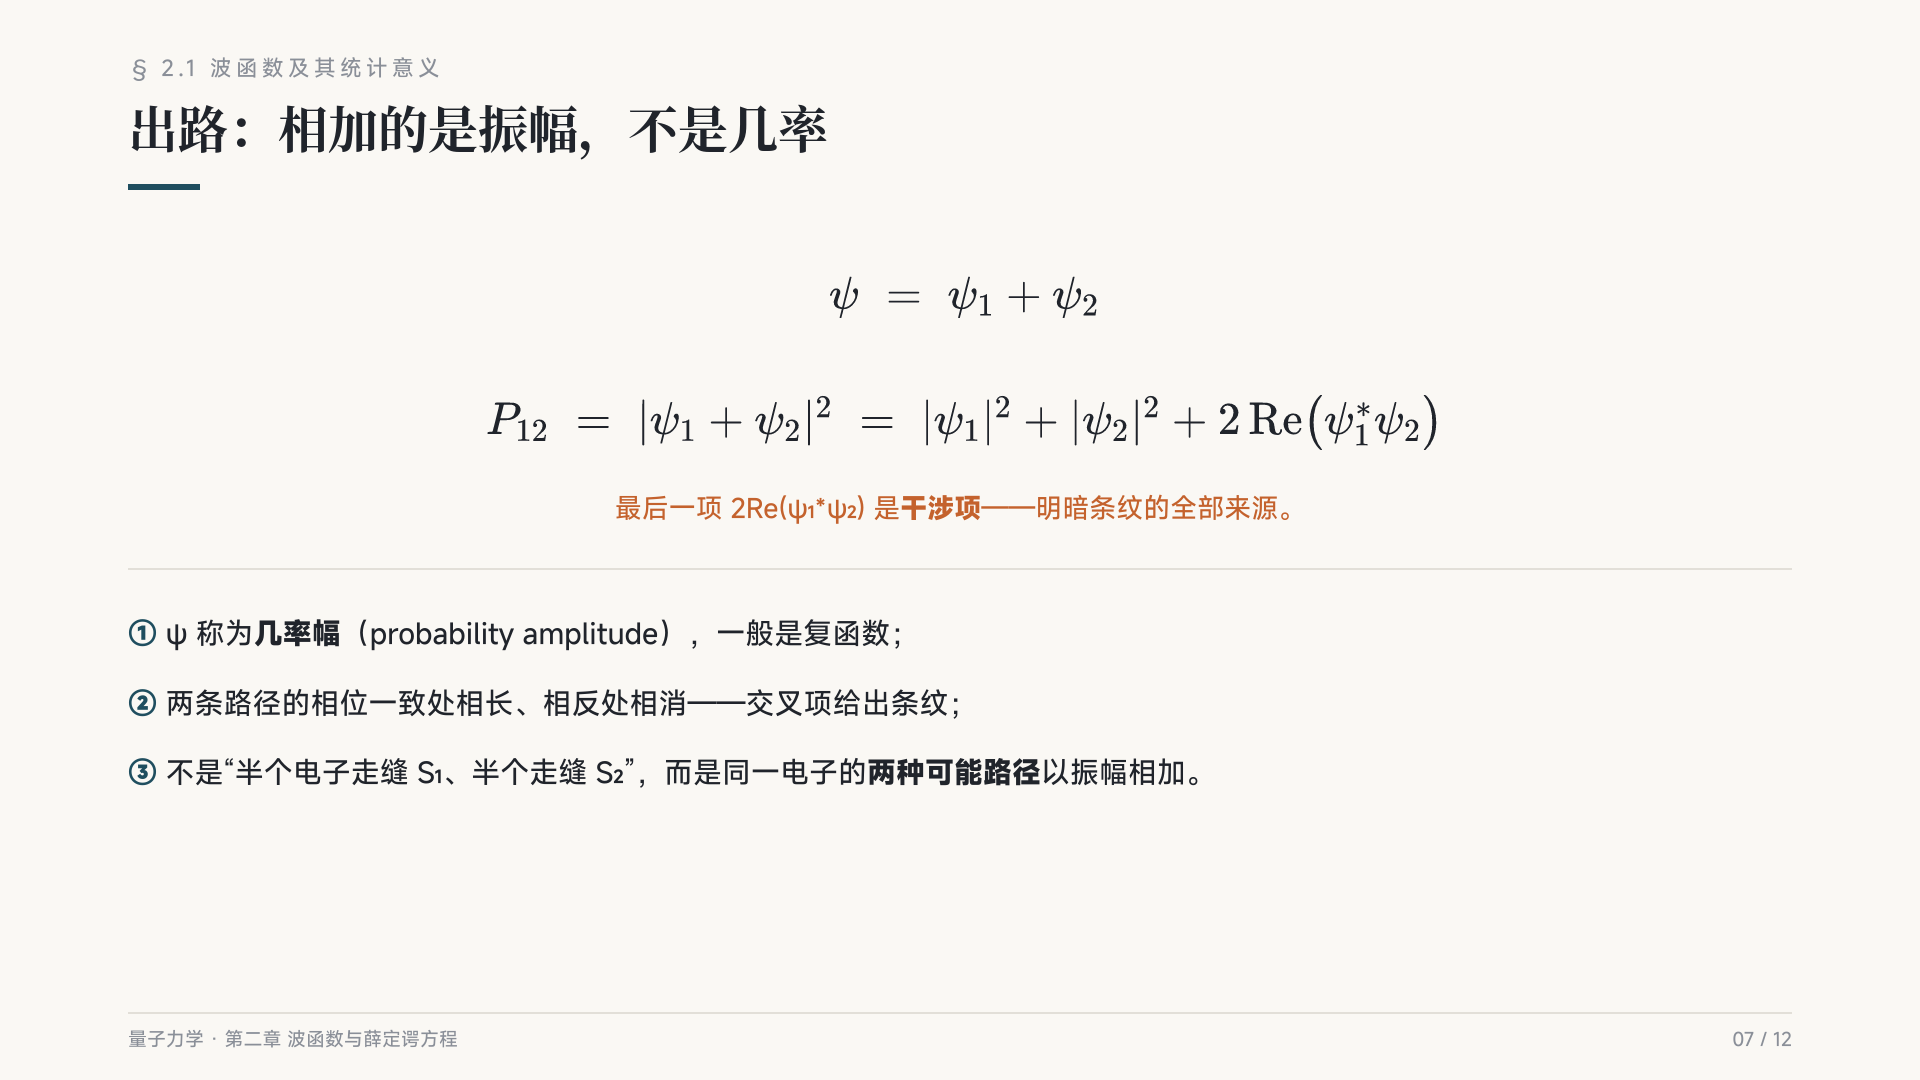 § 2.1 波函数及其统计意义
出路：相加的是振幅，不是几率
ψ = ψ₁ + ψ₂
P₁₂ = |ψ₁ + ψ₂|² = |ψ₁|² + |ψ₂|² + 2 Re(ψ₁*ψ₂)
最后一项 2Re(ψ₁*ψ₂) 是干涉项——明暗条纹的全部来源。
① ψ 称为几率幅（probability amplitude），一般是复函数；
② 两条路径的相位一致处相长、相反处相消——交叉项给出条纹；
③ 不是“半个电子走缝 S₁、半个走缝 S₂”，而是同一电子的两种可能路径以振幅相加。
量子力学 · 第二章 波函数与薛定谔方程
07 / 12